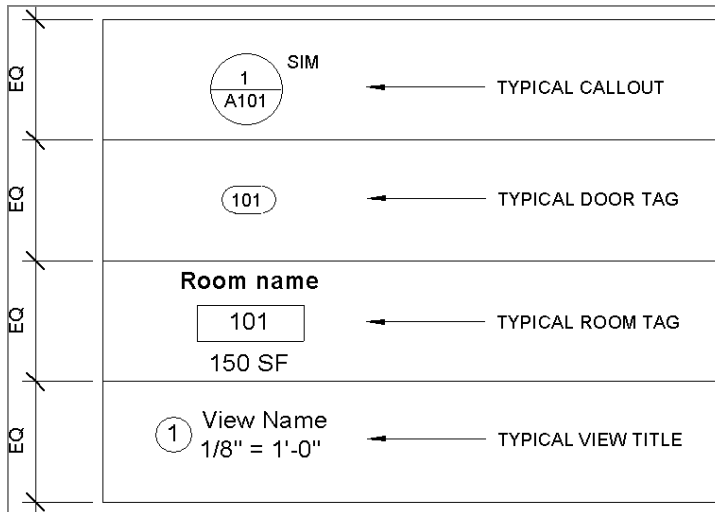 EQ
SIM
1
A101
TYPICAL CALLOUT
EQ
101
TYPICAL DOOR TAG
EQ
Room name
101
150 SF
TYPICAL ROOM TAG
EQ
1
View Name
1/8" = 1'-0"
TYPICAL VIEW TITLE